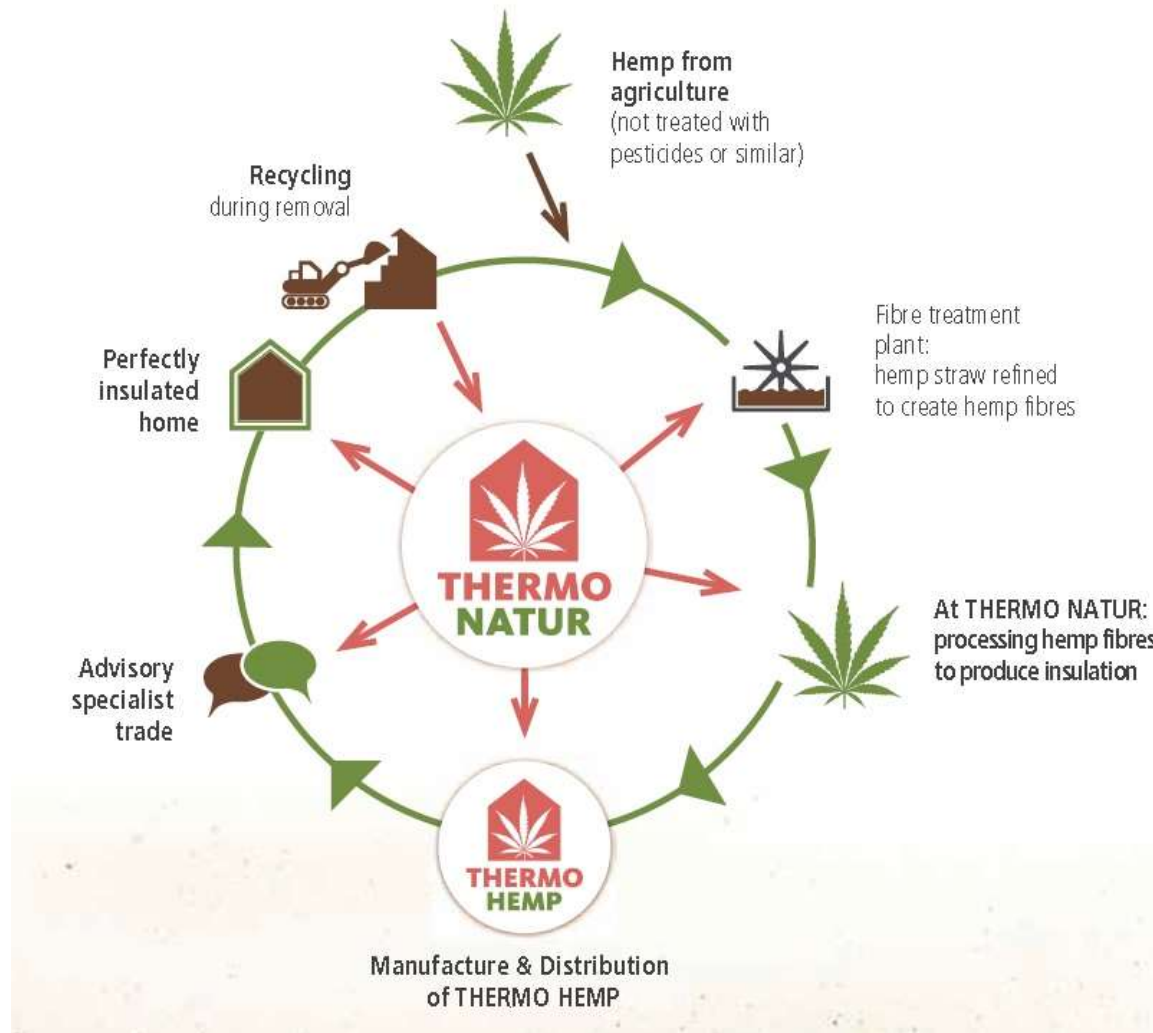 Hemp from
agriculture
(not treated with
pesticides or similar)
Recycling
during removal
Fibre treatment
plant:
hemp straw refined
to create hemp fibres
Perfectly
insulated
home
THERMO
NATUR
At THERMO NATUR:
processing hemp fibres
to produce insulation
Advisory
specialist
trade
THERMO
HEMP
Manufacture & Distribution
of THERMO HEMP